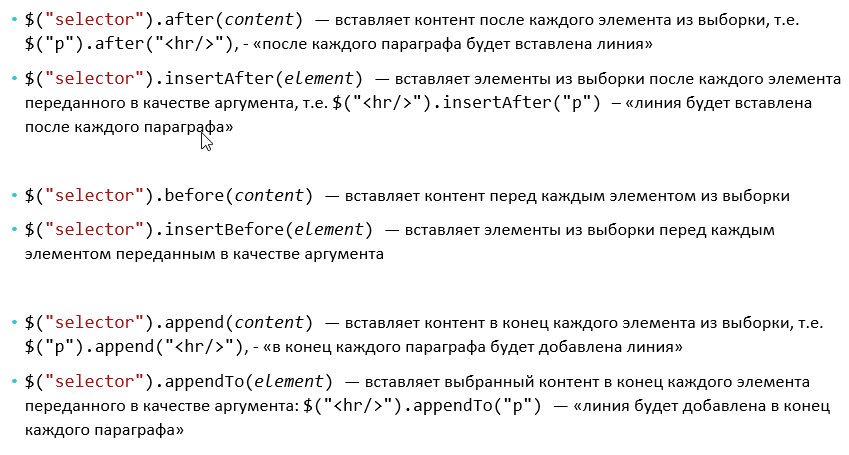 • $("selector").after(content) — вставляет контент после каждого элемента из выборки, т.е.
$("p").after("<hr/>"), - «после каждого параграфа будет вставлена линия»
• $("selector").insertAfter(element) — вставляет элементы из выборки после каждого элемента
переданного в качестве аргумента, т.е. $("<hr/>").insertAfter("p") – «линия будет вставлена
после каждого параграфа»
• $("selector").before(content) — вставляет контент перед каждым элементом из выборки
• $("selector").insertBefore(element) — вставляет элементы из выборки перед каждым
элементом переданным в качестве аргумента
• $("selector").append(content) — вставляет контент в конец каждого элемента из выборки, т.е.
$("p").append("<hr/>"), - «в конец каждого параграфа будет добавлена линия»
• $("selector").appendTo(element) — вставляет выбранный контент в конец каждого элемента
переданного в качестве аргумента: $("<hr/>").appendTo("p") — «линия будет добавлена в конец
каждого параграфа»